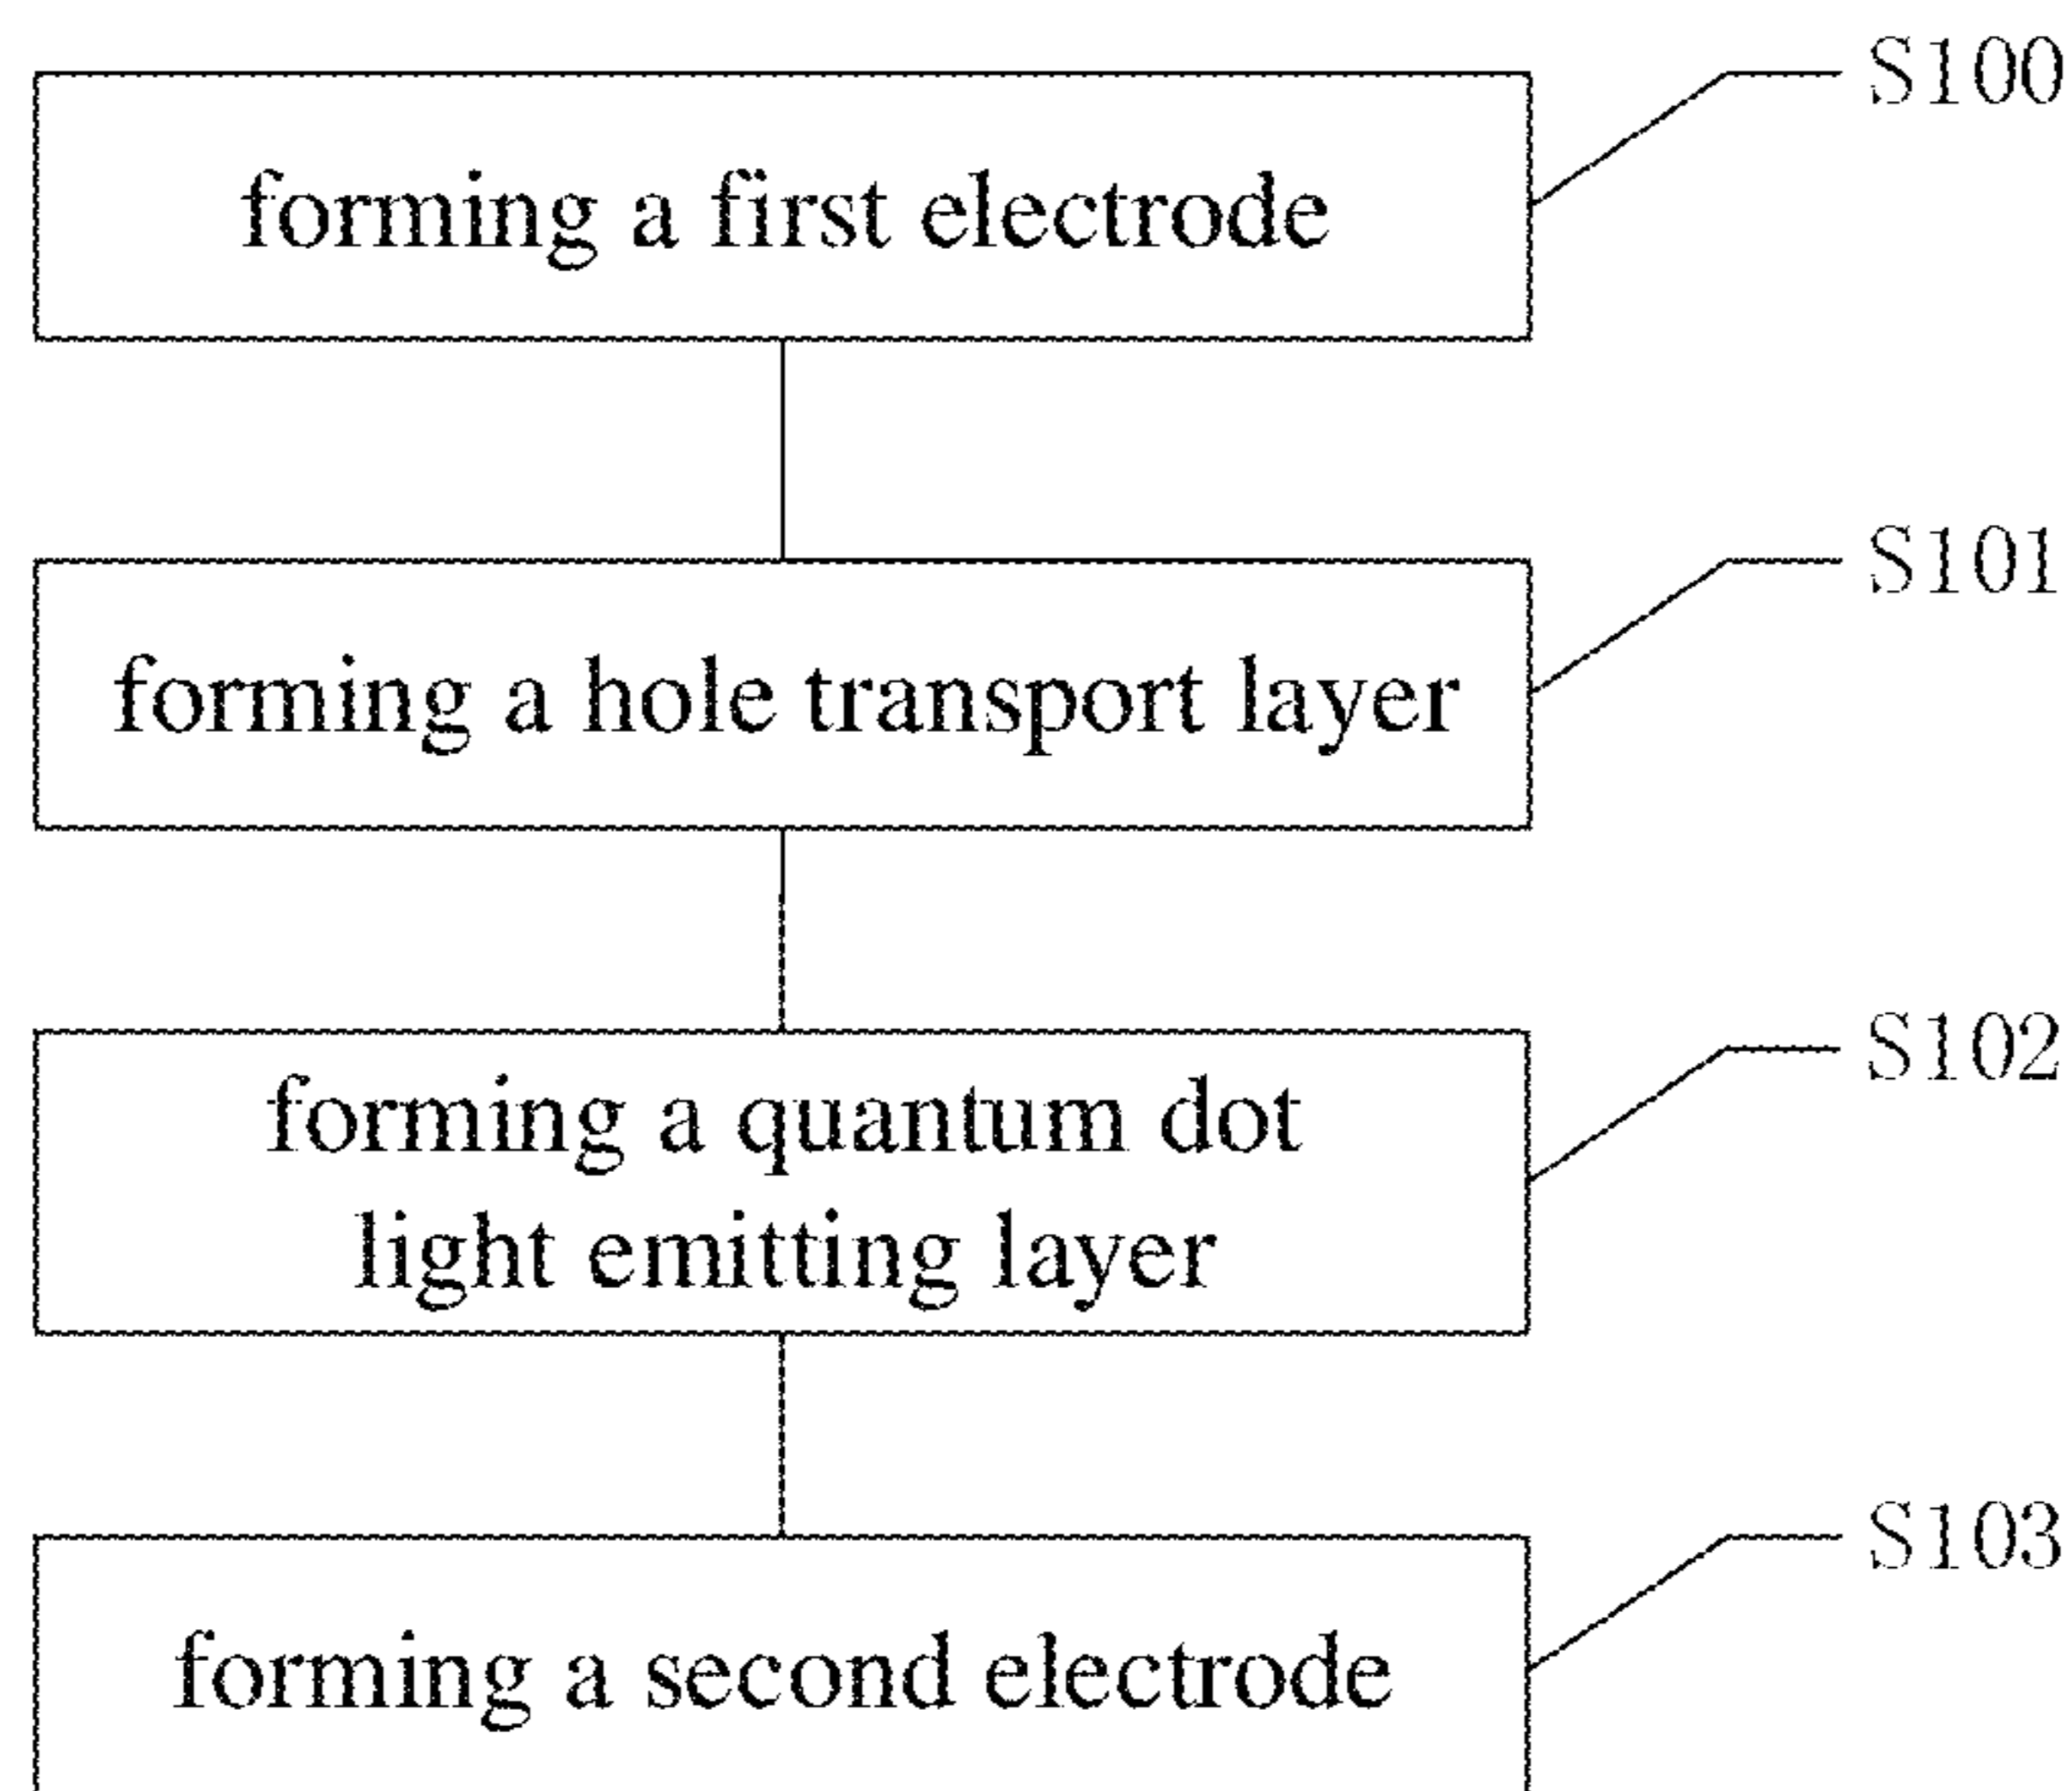 S100
forming a first electrode
S101
forming a hole transport layer
S102
forming a quantum dot
light emitting layer
S103
forming a second electrode